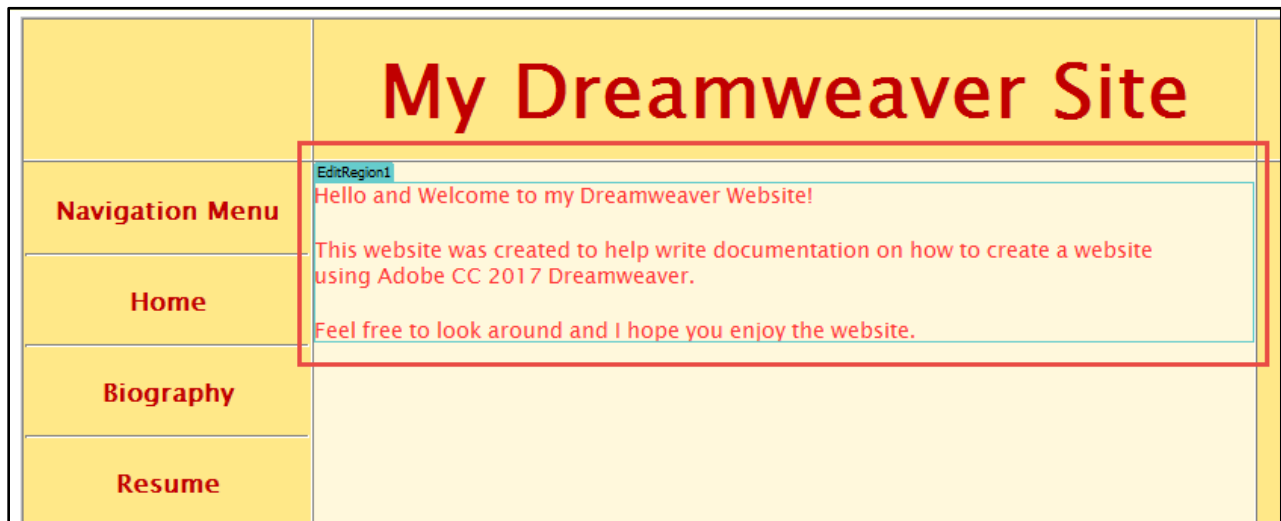 My Dreamweaver Site
EditRegion1
Navigation Menu
Home
Biography
Resume
Hello and Welcome to my Dreamweaver Website!
This website was created to help write documentation on how to create a website
using Adobe CC 2017 Dreamweaver.
Feel free to look around and I hope you enjoy the website.